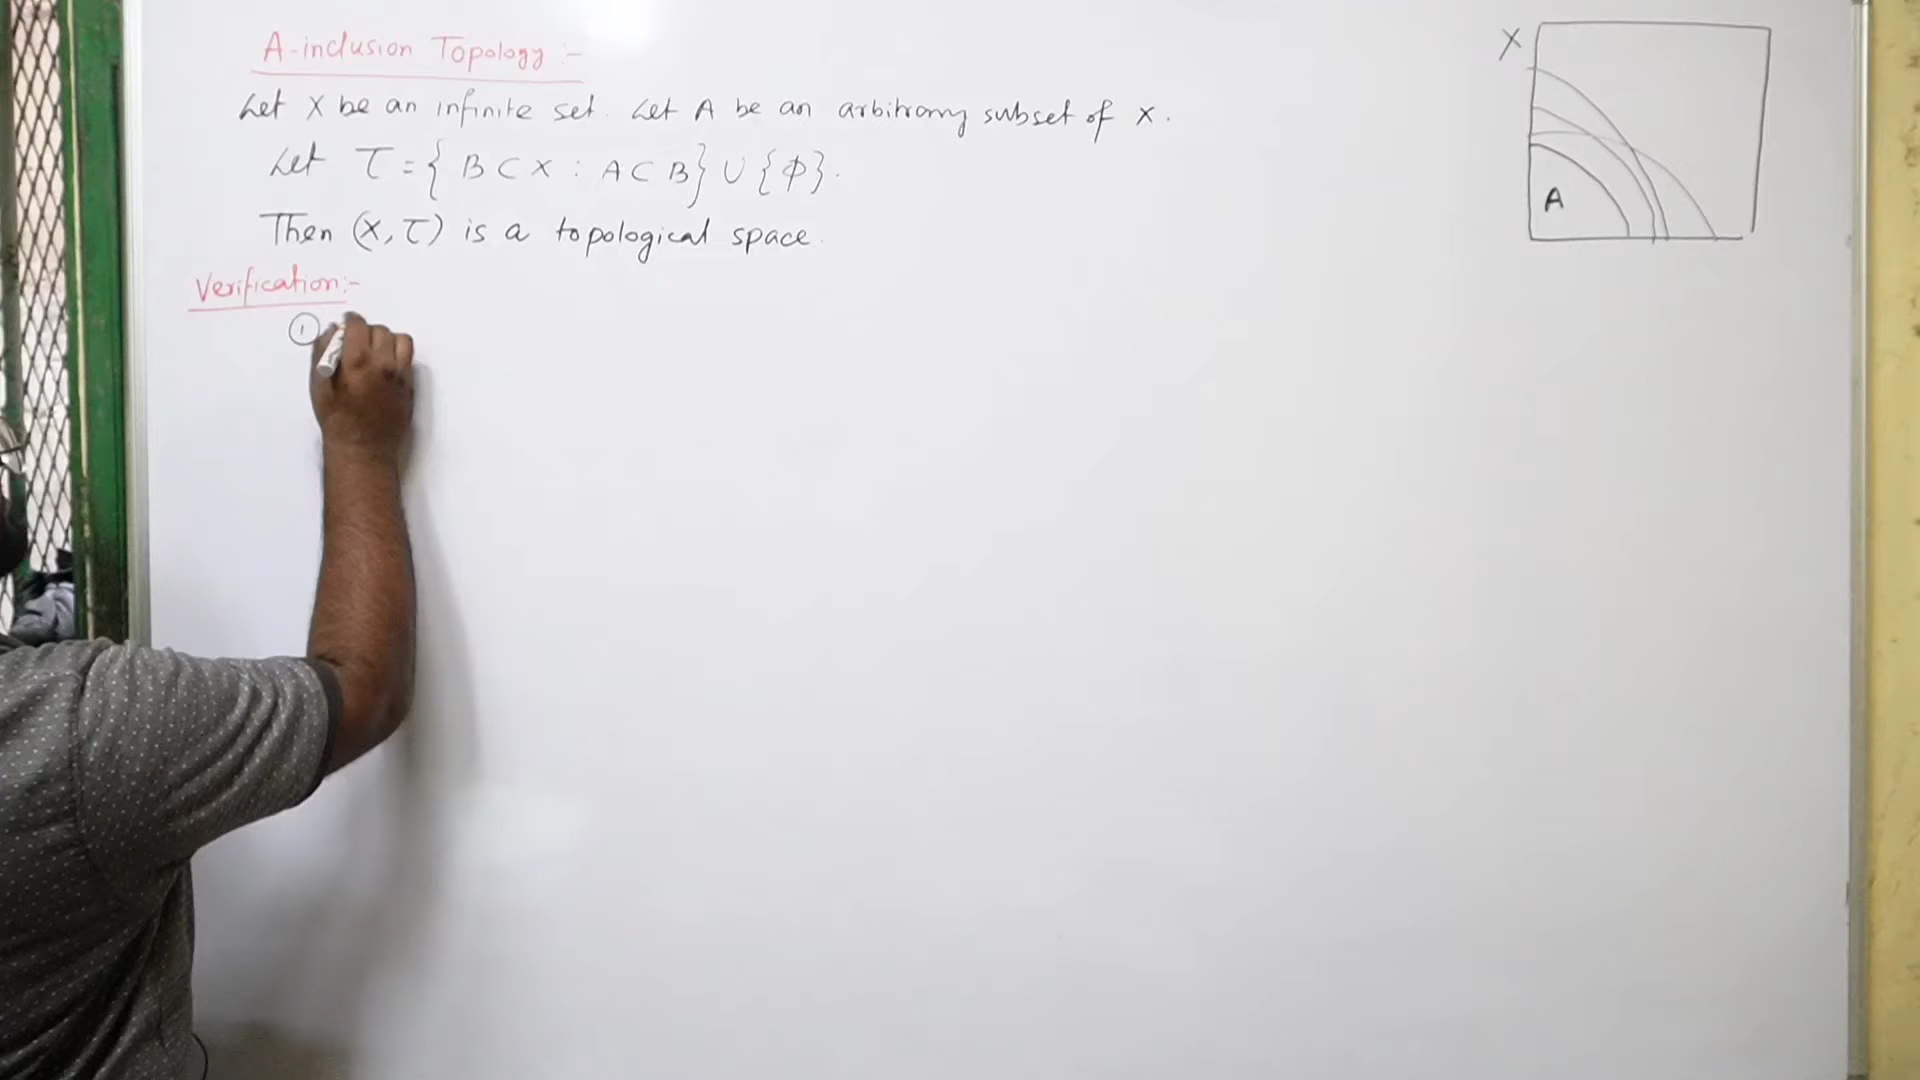 A-inclusion Topology :-
Let X be an infinite set. Let A be an arbitrary subset of X.
Let τ = { B ⊂ X : A ⊂ B} ∪ {ϕ}.
Then (X, τ) is a topological space.
Verification:-
①
X
A